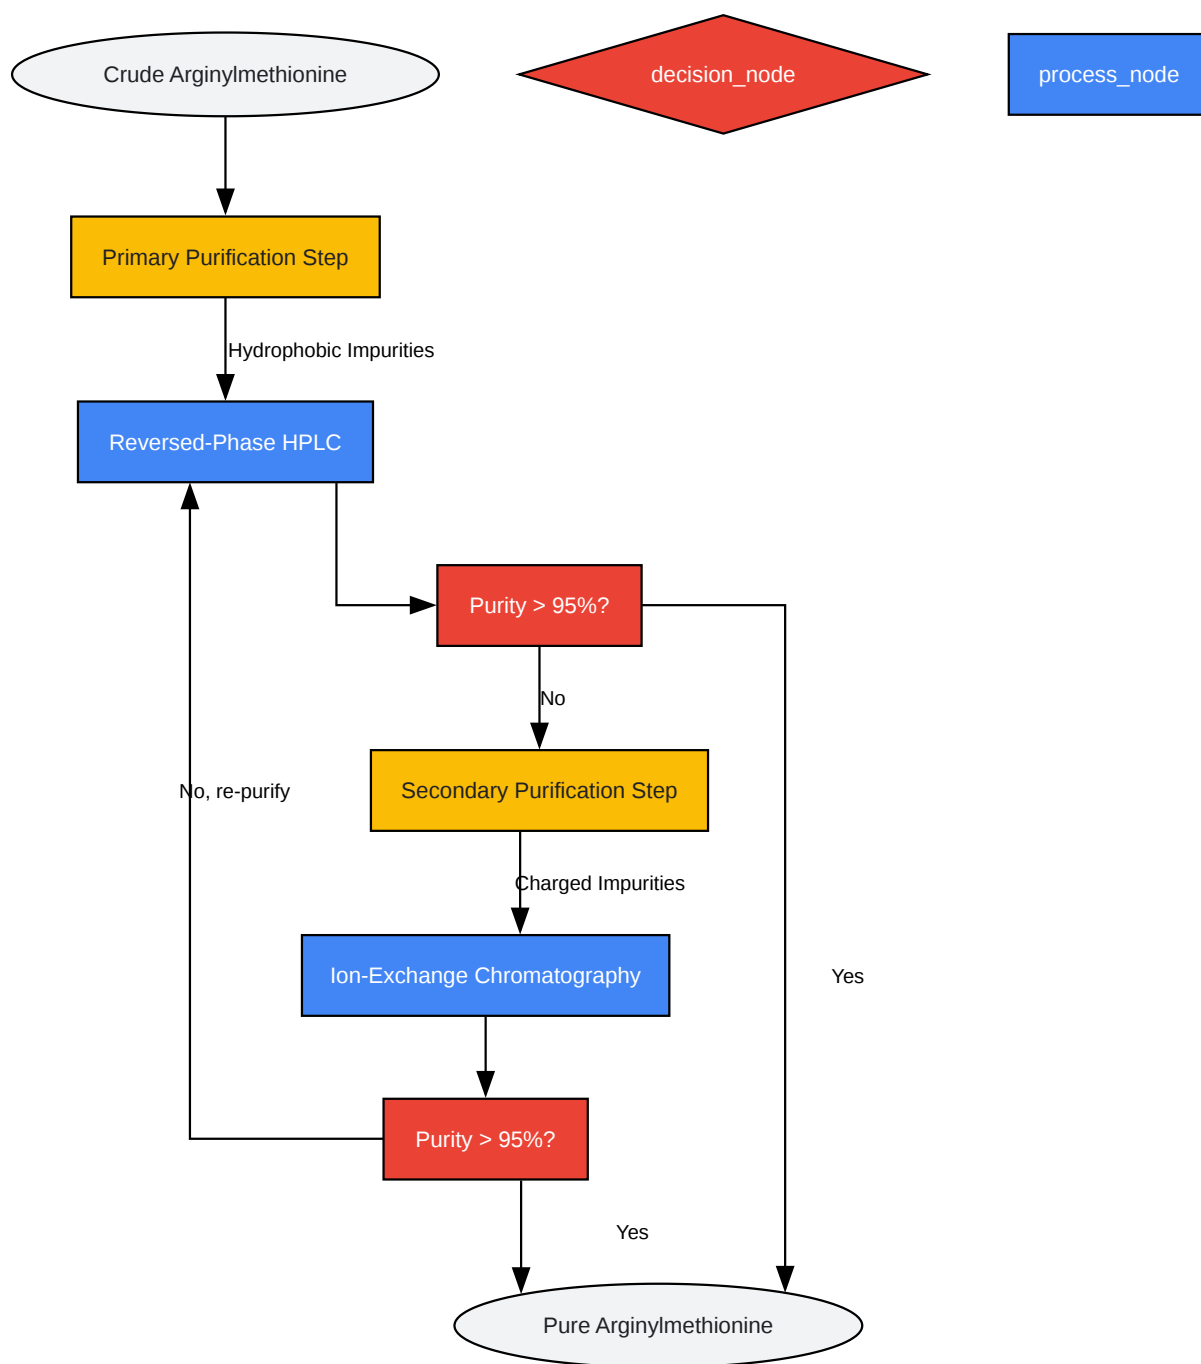 Crude Arginylmethionine
decision_node
process_node
Primary Purification Step
Hydrophobic Impurities
Reversed-Phase HPLC
Purity > 95%?
No
Secondary Purification Step
No, re-purify
Charged Impurities
Ion-Exchange Chromatography
Yes
Purity > 95%?
Yes
Pure Arginylmethionine